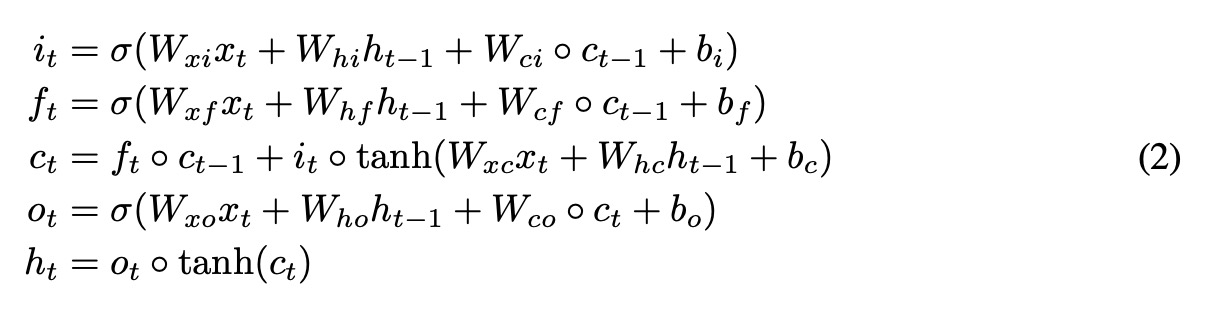 i_t = σ(W_{xi}x_t + W_{hi}h_{t−1} + W_{ci} ∘ c_{t−1} + b_i)
f_t = σ(W_{xf}x_t + W_{hf}h_{t−1} + W_{cf} ∘ c_{t−1} + b_f)
c_t = f_t ∘ c_{t−1} + i_t ∘ tanh(W_{xc}x_t + W_{hc}h_{t−1} + b_c) (2)
o_t = σ(W_{xo}x_t + W_{ho}h_{t−1} + W_{co} ∘ c_t + b_o)
h_t = o_t ∘ tanh(c_t)